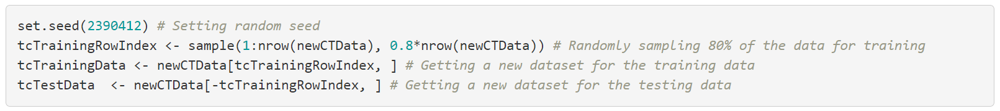 set.seed(2390412) # Setting random seed
tcTrainingRowIndex <- sample(1:nrow(newCTData), 0.8*nrow(newCTData)) # Randomly sampling 80% of the data for training
tcTrainingData <- newCTData[tcTrainingRowIndex, ] # Getting a new dataset for the training data
tcTestData  <- newCTData[-tcTrainingRowIndex, ] # Getting a new dataset for the testing data